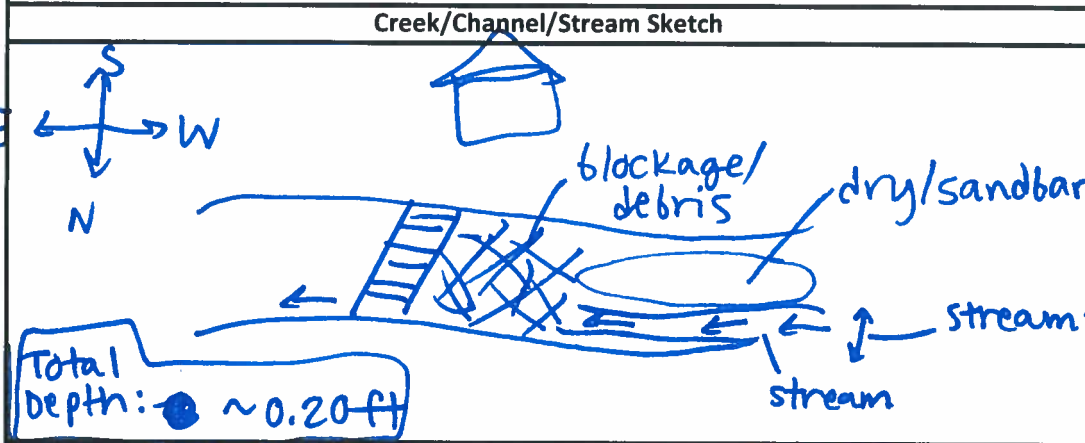 Creek/Channel/Stream Sketch
S
E
W
N
blockage/
debris
dry/sandbar
stream
stream
Total
Depth: ~0.20 ft